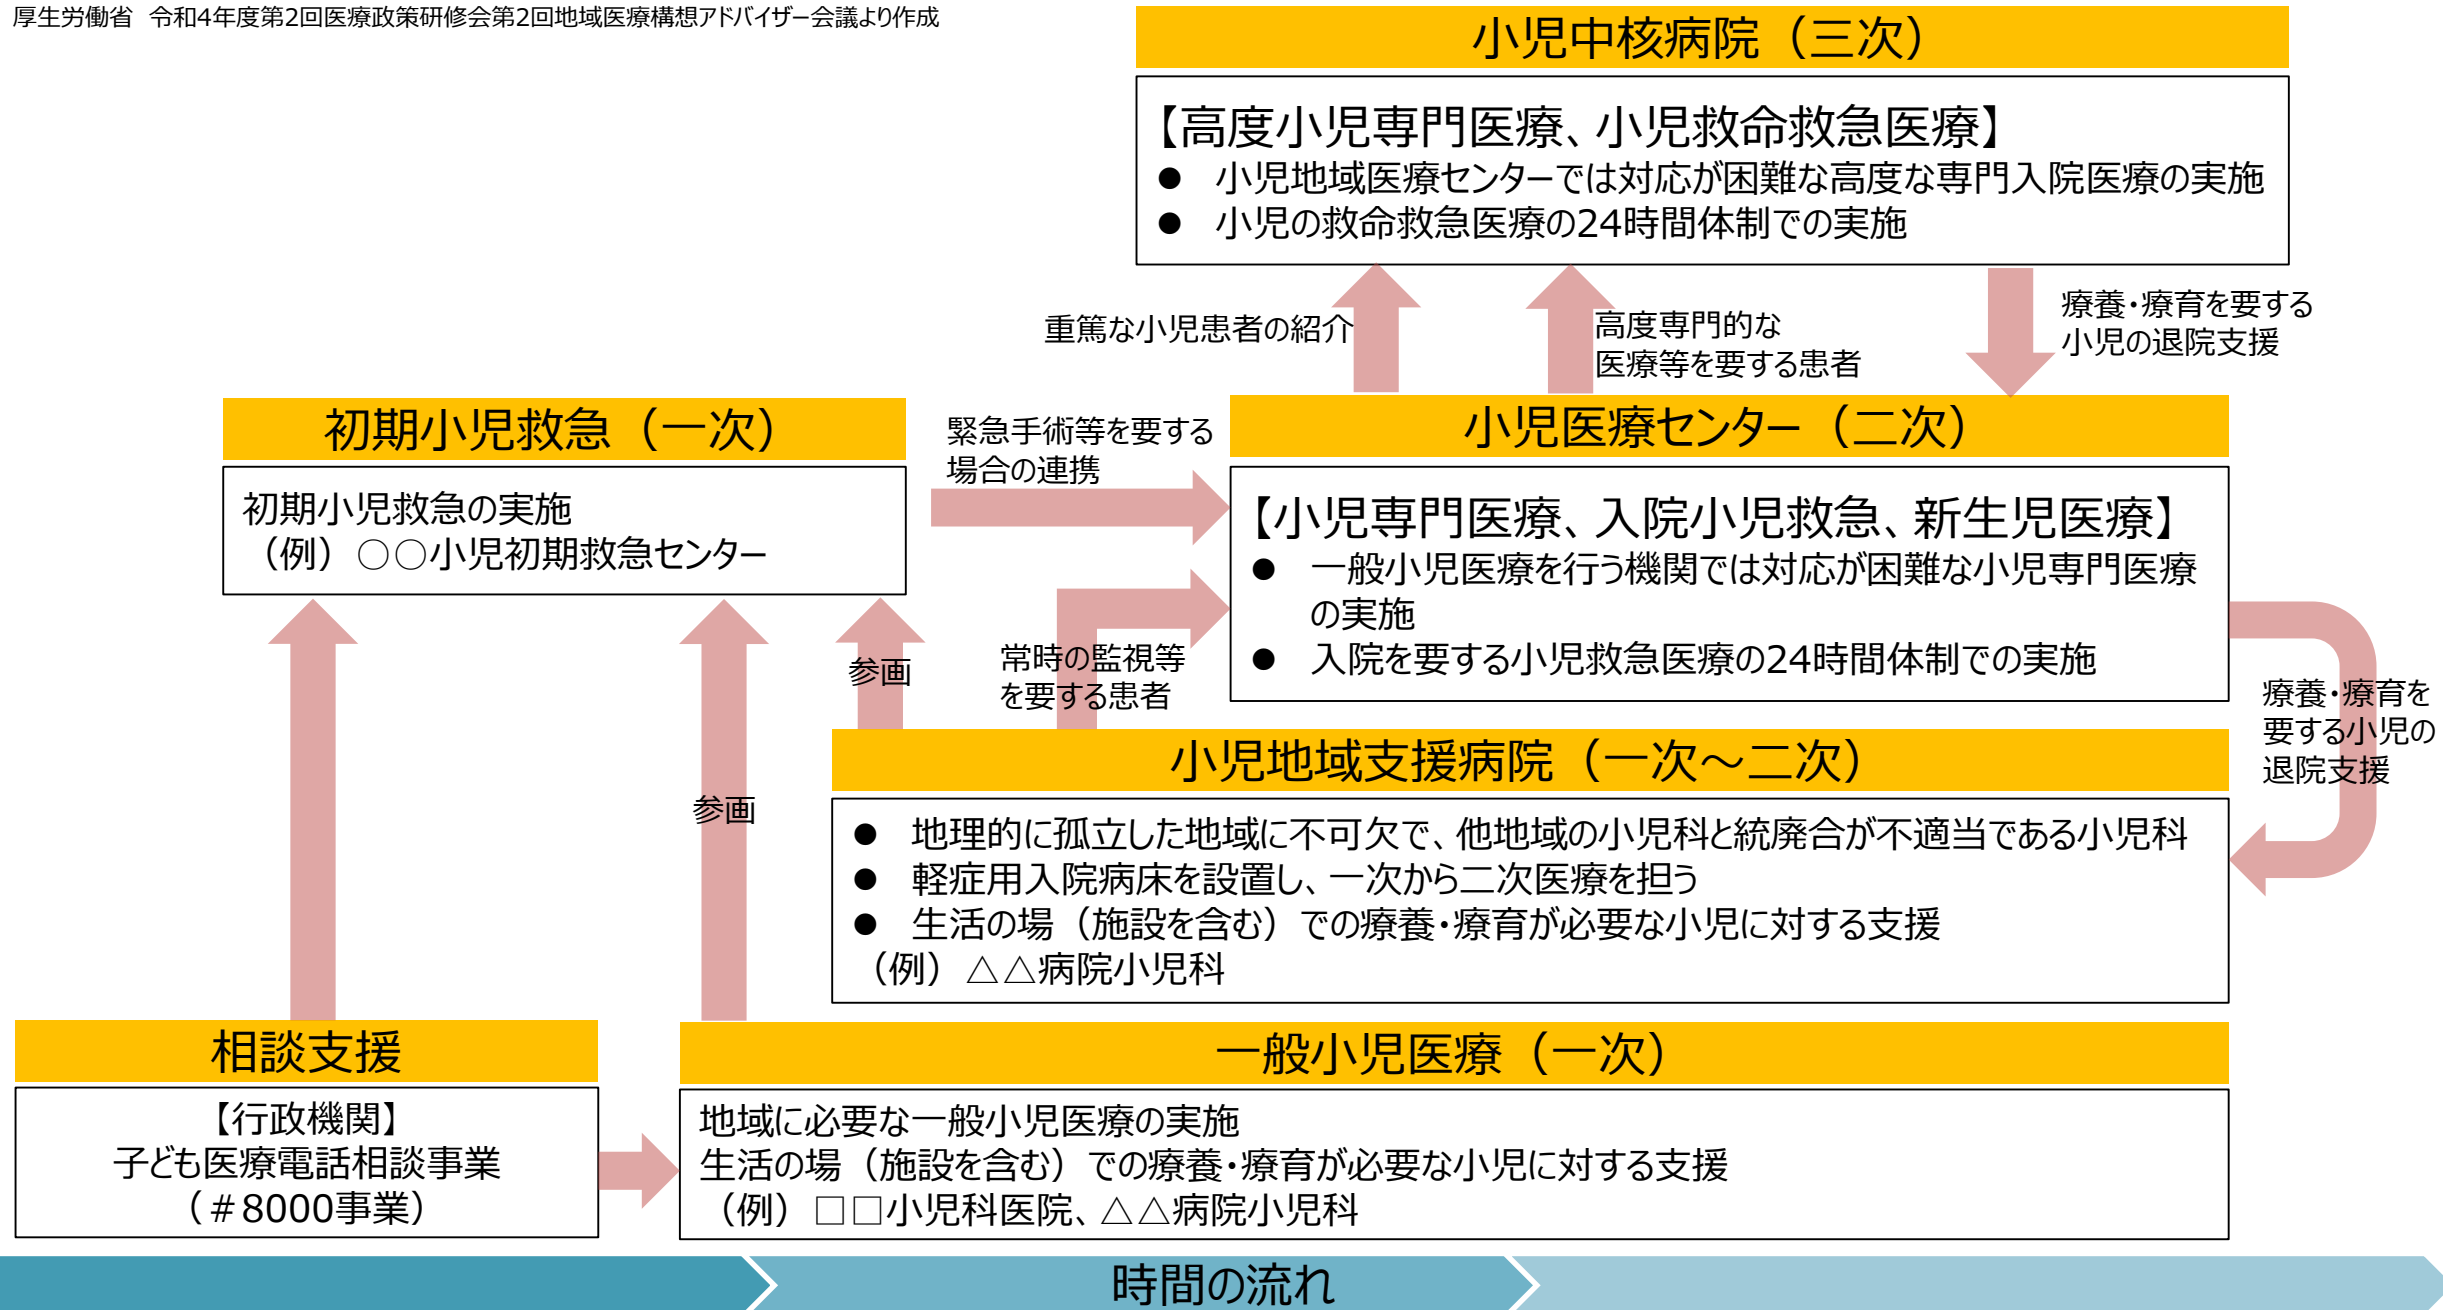 厚生労働省　令和4年度第2回医療政策研修会第2回地域医療構想アドバイザー会議より作成
小児中核病院（三次）
【高度小児専門医療、小児救命救急医療】
● 小児地域医療センターでは対応が困難な高度な専門入院医療の実施
● 小児の救命救急医療の24時間体制での実施
重篤な小児患者の紹介
高度専門的な
医療等を要する患者
療養・療育を要する
小児の退院支援
初期小児救急（一次）
初期小児救急の実施
（例）○○小児初期救急センター
緊急手術等を要する
場合の連携
小児医療センター（二次）
【小児専門医療、入院小児救急、新生児医療】
● 一般小児医療を行う機関では対応が困難な小児専門医療
の実施
● 入院を要する小児救急医療の24時間体制での実施
参画
参画
常時の監視等
を要する患者
療養・療育を
要する小児の
退院支援
小児地域支援病院（一次～二次）
● 地理的に孤立した地域に不可欠で、他地域の小児科と統廃合が不適当である小児科
● 軽症用入院病床を設置し、一次から二次医療を担う
● 生活の場（施設を含む）での療養・療育が必要な小児に対する支援
（例）△△病院小児科
相談支援
【行政機関】
子ども医療電話相談事業
（＃8000事業）
一般小児医療（一次）
地域に必要な一般小児医療の実施
生活の場（施設を含む）での療養・療育が必要な小児に対する支援
（例）□□小児科医院、△△病院小児科
時間の流れ